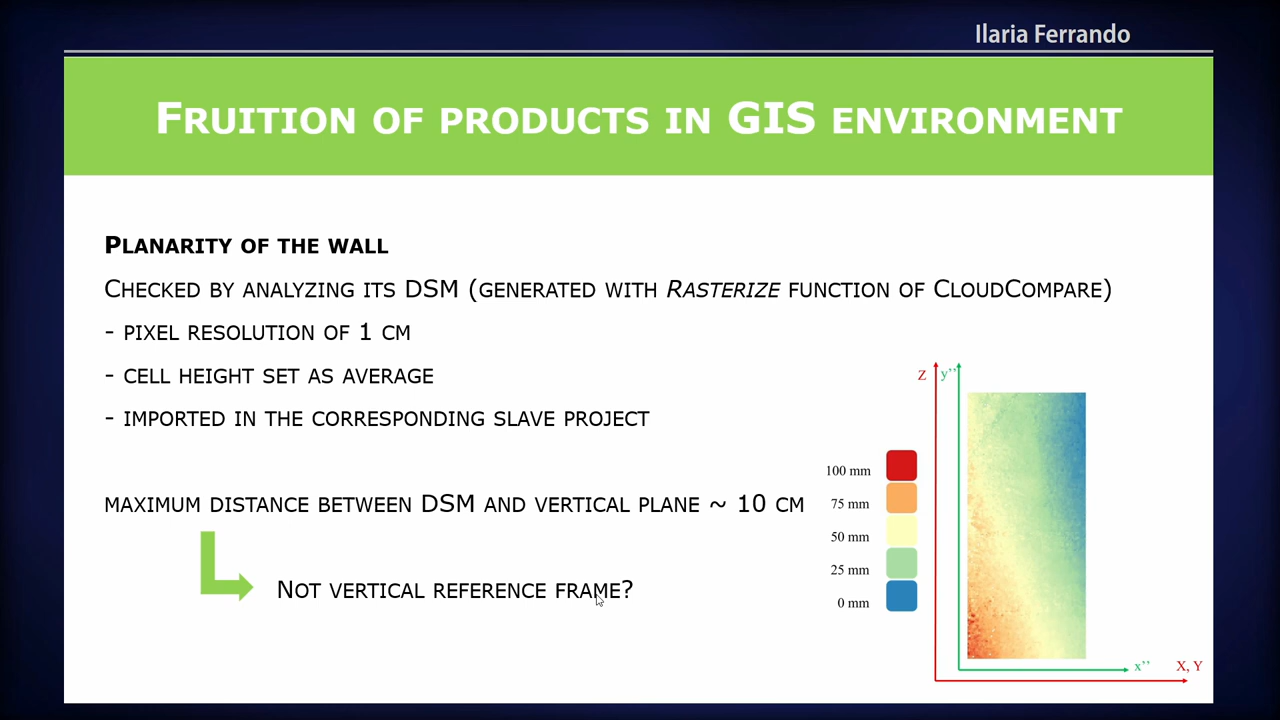 Ilaria Ferrando
FRUITION OF PRODUCTS IN GIS ENVIRONMENT
PLANARITY OF THE WALL
CHECKED BY ANALYZING ITS DSM (GENERATED WITH RASTERIZE FUNCTION OF CLOUDCOMPARE)
- PIXEL RESOLUTION OF 1 CM
- CELL HEIGHT SET AS AVERAGE
- IMPORTED IN THE CORRESPONDING SLAVE PROJECT
MAXIMUM DISTANCE BETWEEN DSM AND VERTICAL PLANE ~ 10 CM
NOT VERTICAL REFERENCE FRAME?
Z y''
100 mm
75 mm
50 mm
25 mm
0 mm
x'' X, Y